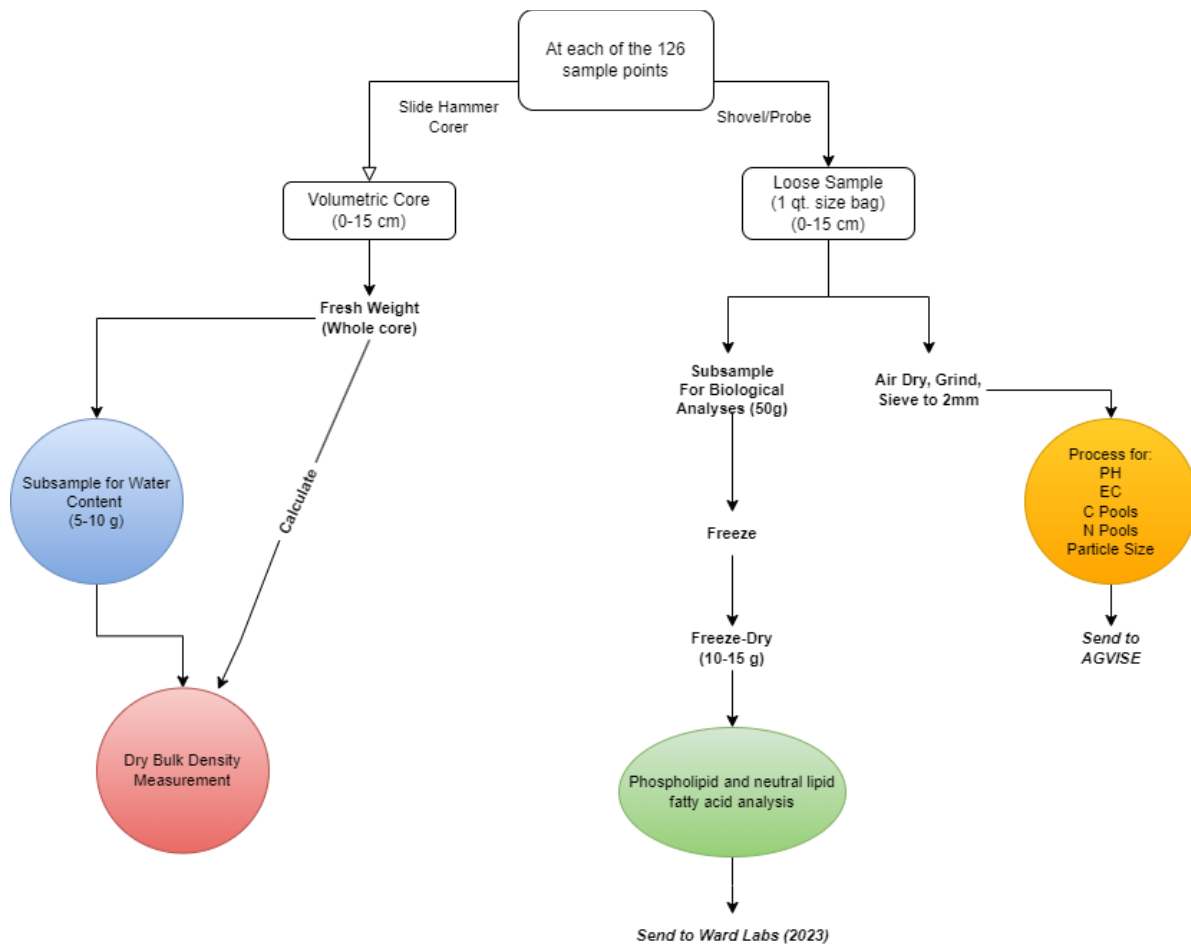 At each of the 126
sample points
Slide Hammer
Corer
Shovel/Probe
Volumetric Core
(0-15 cm)
Loose Sample
(1 qt. size bag)
(0-15 cm)
Fresh Weight
(Whole core)
Subsample
For Biological
Analyses (50g)
Air Dry, Grind,
Sieve to 2mm
Subsample for Water
Content
(5-10 g)
Calculate
Process for:
PH
EC
C Pools
N Pools
Particle Size
Freeze
Freeze-Dry
(10-15 g)
Send to
AGVISE
Dry Bulk Density
Measurement
Phospholipid and neutral lipid
fatty acid analysis
Send to Ward Labs (2023)